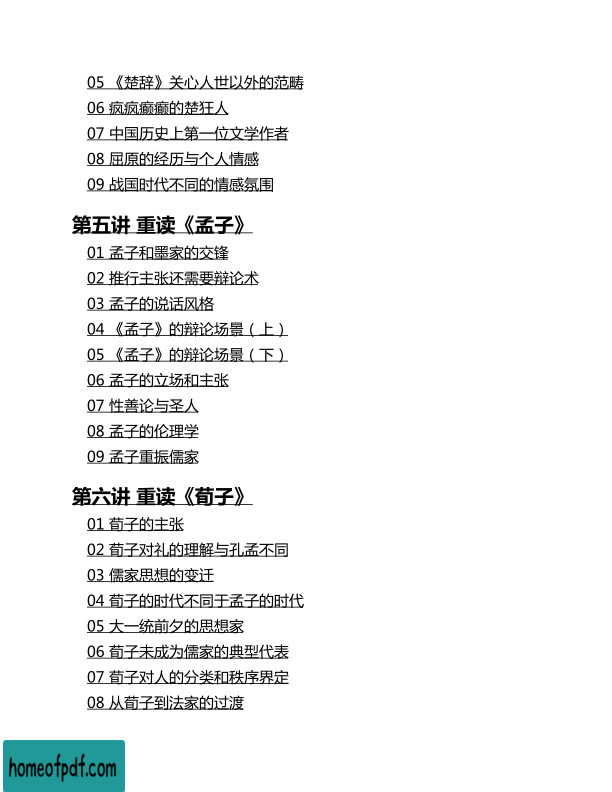 05 《楚辞》关心人世以外的范畴
06 疯疯癫癫的楚狂人
07 中国历史上第一位文学作者
08 屈原的经历与个人情感
09 战国时代不同的情感氛围
第五讲 重读《孟子》
01 孟子和墨家的交锋
02 推行主张还需要辩论术
03 孟子的说话风格
04 《孟子》的辩论场景（上）
05 《孟子》的辩论场景（下）
06 孟子的立场和主张
07 性善论与圣人
08 孟子的伦理学
09 孟子重振儒家
第六讲 重读《荀子》
01 荀子的主张
02 荀子对礼的理解与孔孟不同
03 儒家思想的变迁
04 荀子的时代不同于孟子的时代
05 大一统前夕的思想家
06 荀子未成为儒家的典型代表
07 荀子对人的分类和秩序界定
08 从荀子到法家的过渡
homeofpdf.com